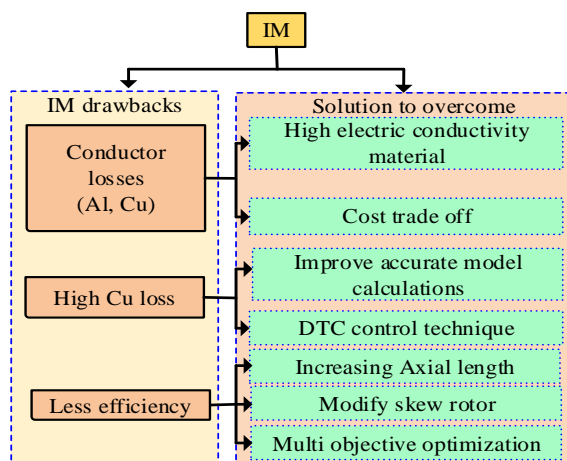 IM
IM drawbacks
Solution to overcome
Conductor
losses
(Al, Cu)
High electric conductivity
material
Cost trade off
High Cu loss
Improve accurate model
calculations
DTC control technique
Less efficiency
Increasing Axial length
Modify skew rotor
Multi objective optimization